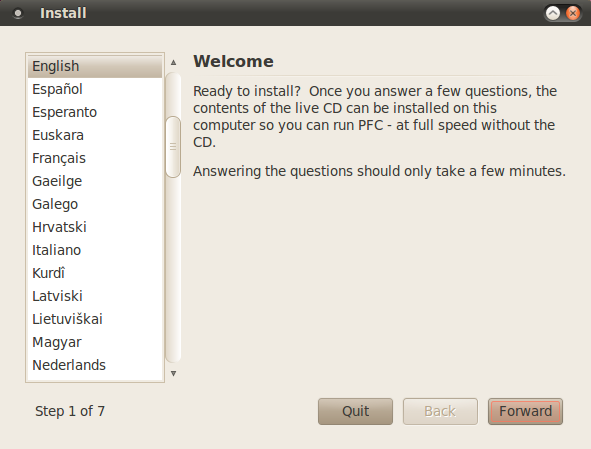 Install
English
Español
Esperanto
Euskara
Français
Gaeilge
Galego
Hrvatski
Italiano
Kurdî
Latviski
Lietuviškai
Magyar
Nederlands
Welcome
Ready to install?  Once you answer a few questions, the
contents of the live CD can be installed on this
computer so you can run PFC - at full speed without the
CD.
Answering the questions should only take a few minutes.
Step 1 of 7
Quit
Back
Forward